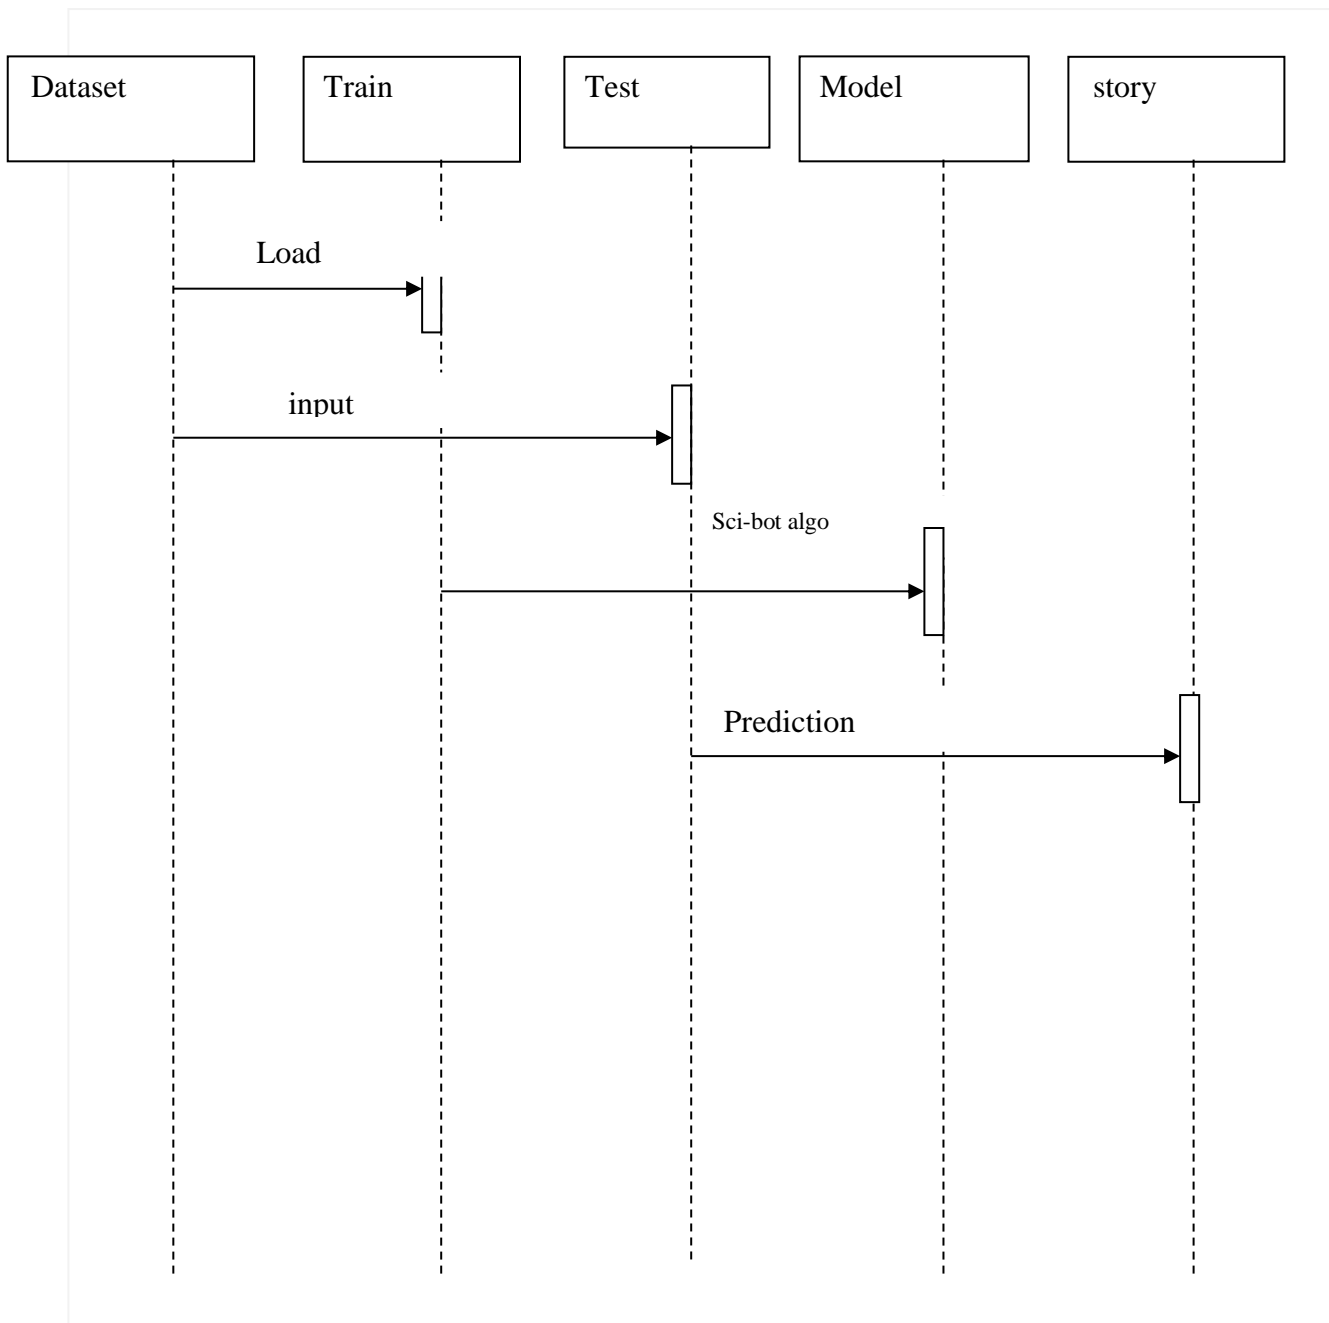 Dataset
Train
Test
Model
story
Load
input
Sci-bot algo
Prediction